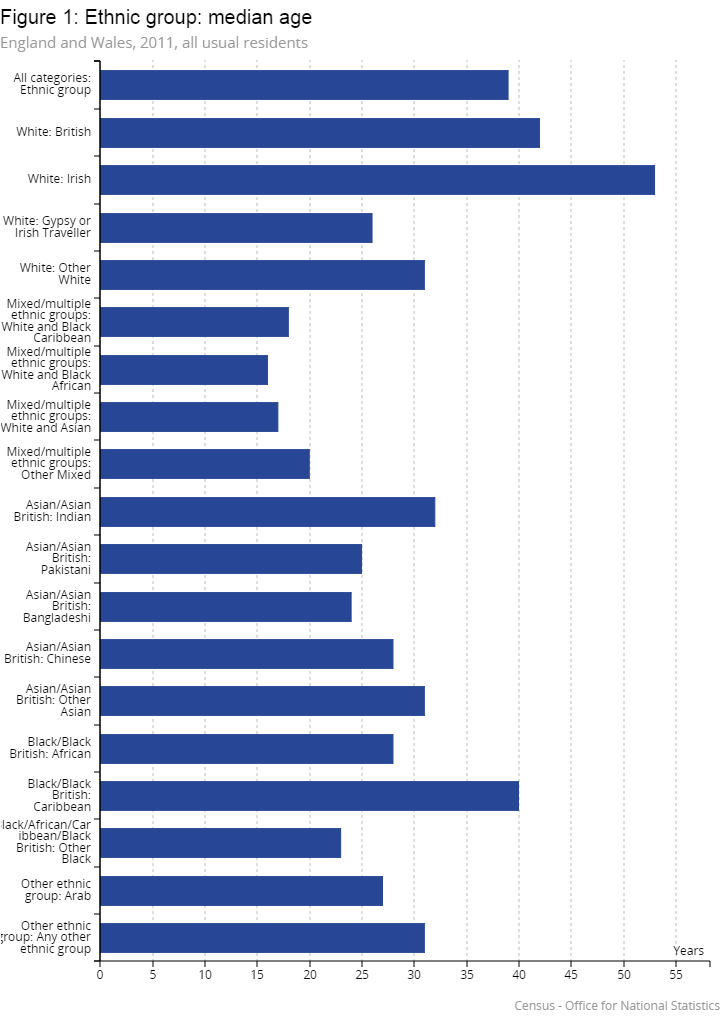 Figure 1: Ethnic group: median age
England and Wales, 2011, all usual residents
All categories:
Ethnic group
White: British
White: Irish
White: Gypsy or
Irish Traveller
White: Other
White
Mixed/multiple
ethnic groups:
White and Black
Caribbean
Mixed/multiple
ethnic groups:
White and Black
African
Mixed/multiple
ethnic groups:
White and Asian
Mixed/multiple
ethnic groups:
Other Mixed
Asian/Asian
British: Indian
Asian/Asian
British:
Pakistani
Asian/Asian
British:
Bangladeshi
Asian/Asian
British: Chinese
Asian/Asian
British: Other
Asian
Black/Black
British: African
Black/Black
British:
Caribbean
lack/African/Car
ibbean/Black
British: Other
Black
Other ethnic
group: Arab
Other ethnic
group: Any other
ethnic group
Years
0 5 10 15 20 25 30 35 40 45 50 55
Census - Office for National Statistics